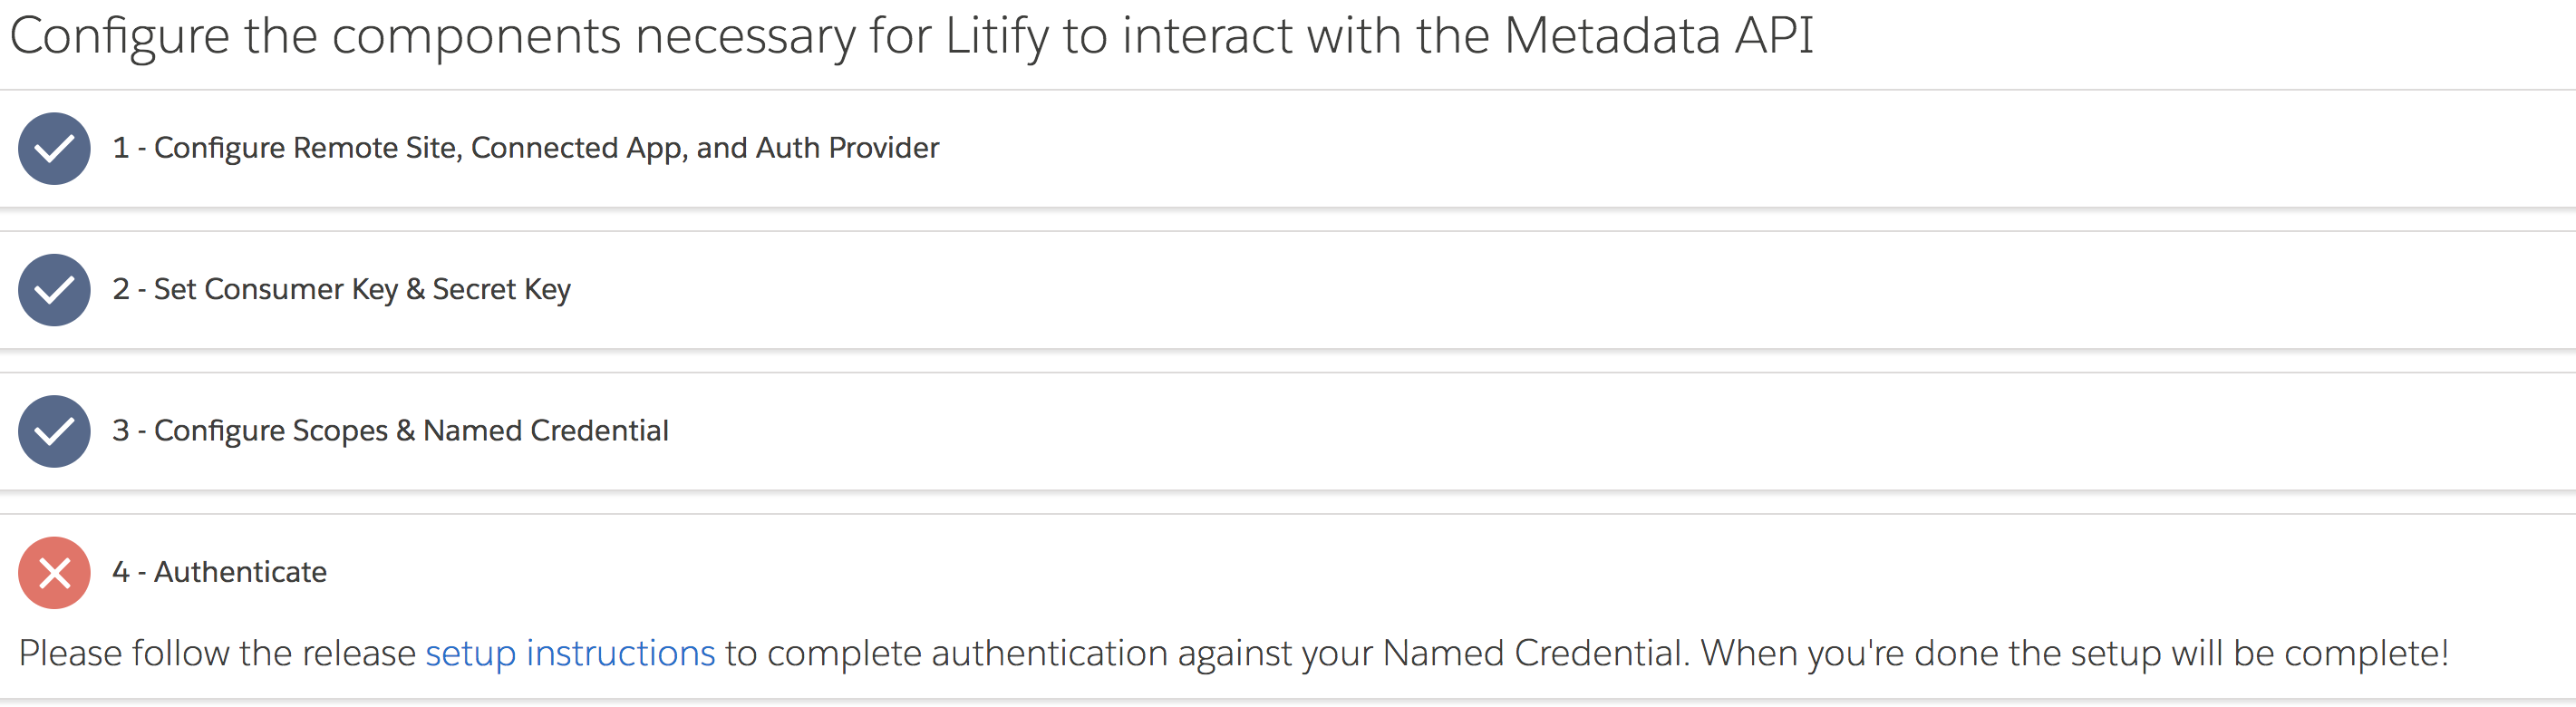 Configure the components necessary for Litify to interact with the Metadata API
1 - Configure Remote Site, Connected App, and Auth Provider
2 - Set Consumer Key & Secret Key
3 - Configure Scopes & Named Credential
4 - Authenticate
Please follow the release setup instructions to complete authentication against your Named Credential. When you're done the setup will be complete!